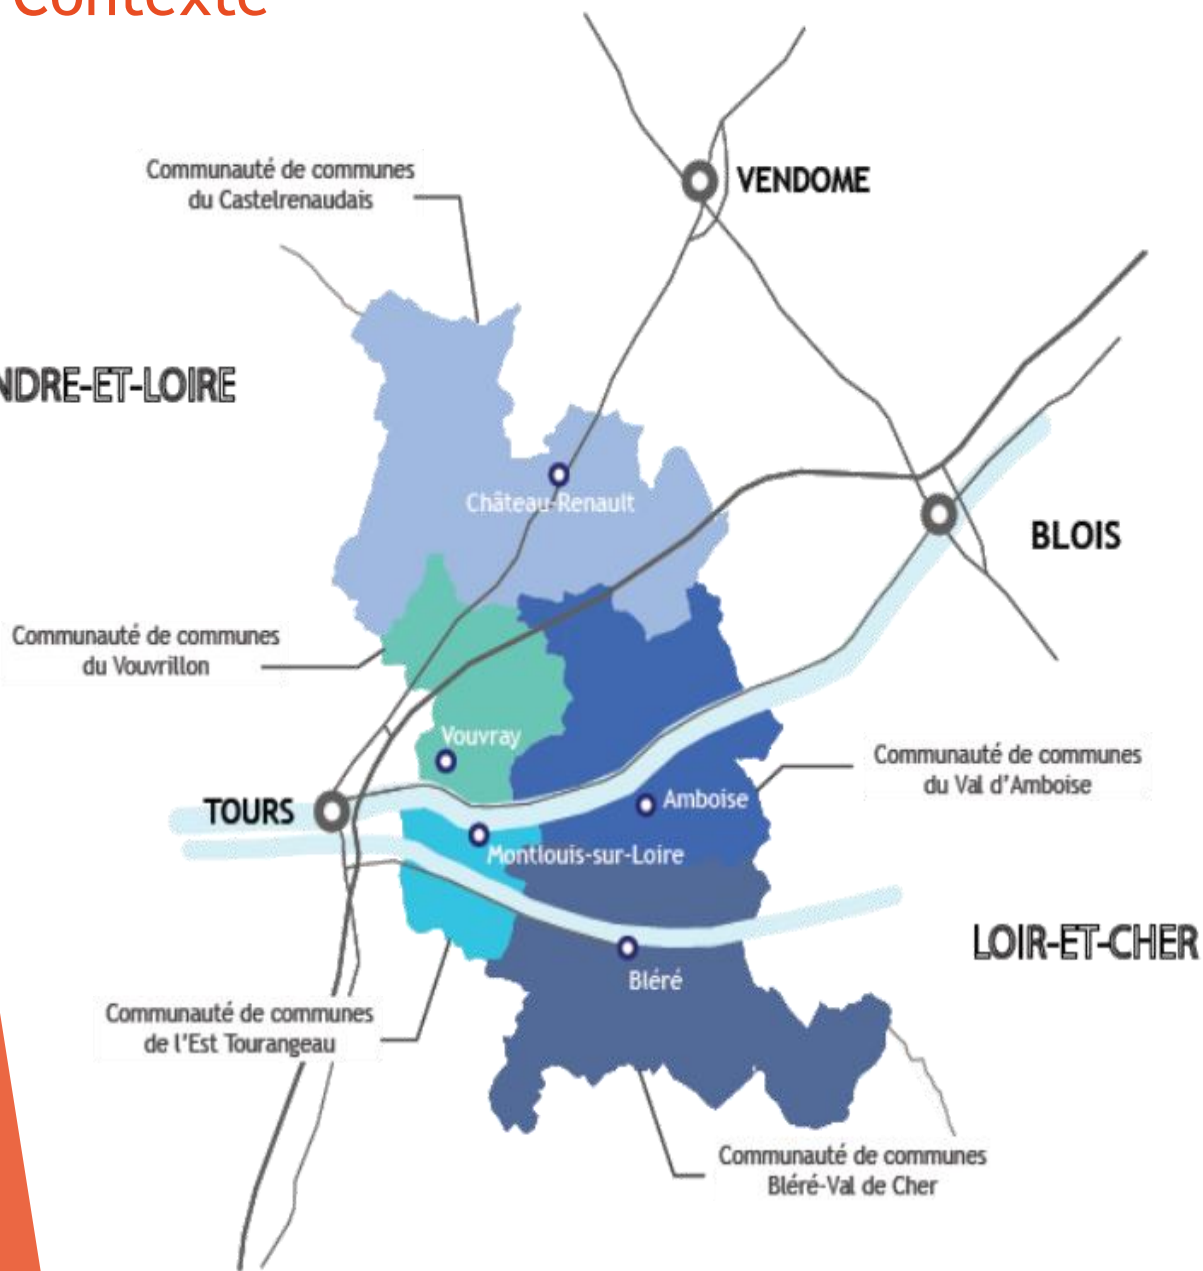 Contexte
VENDOME
Communauté de communes
du Castelrenaudais
NDRE-ET-LOIRE
Château-Renault
BLOIS
Communauté de communes
du Vouvrillon
Vouvray
Communauté de communes
du Val d'Amboise
TOURS
Amboise
Montlouis-sur-Loire
LOIR-ET-CHER
Bléré
Communauté de communes
de l'Est Tourangeau
Communauté de communes
Bléré-Val de Cher